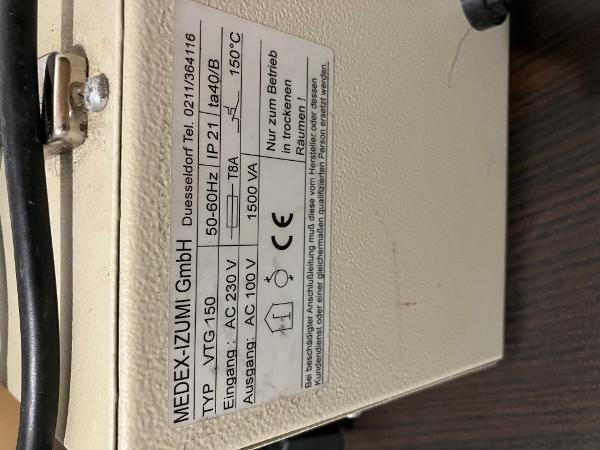 MEDEX-IZUMI GmbH Duesseldorf Tel. 0211/364116
TYP VTG-150 50-60Hz IP 21 ta40/B
Eingang : AC 230 V T8A 150°C
Ausgang: AC 100 V 1500 VA
CE
Nur zum Betrieb
in trockenen
Räumen !
Bei beschädigter Anschlußleitung muß diese vom Hersteller oder dessen
Kundendienst oder einer gleichermaßen qualifizierten Person ersetzt werden.